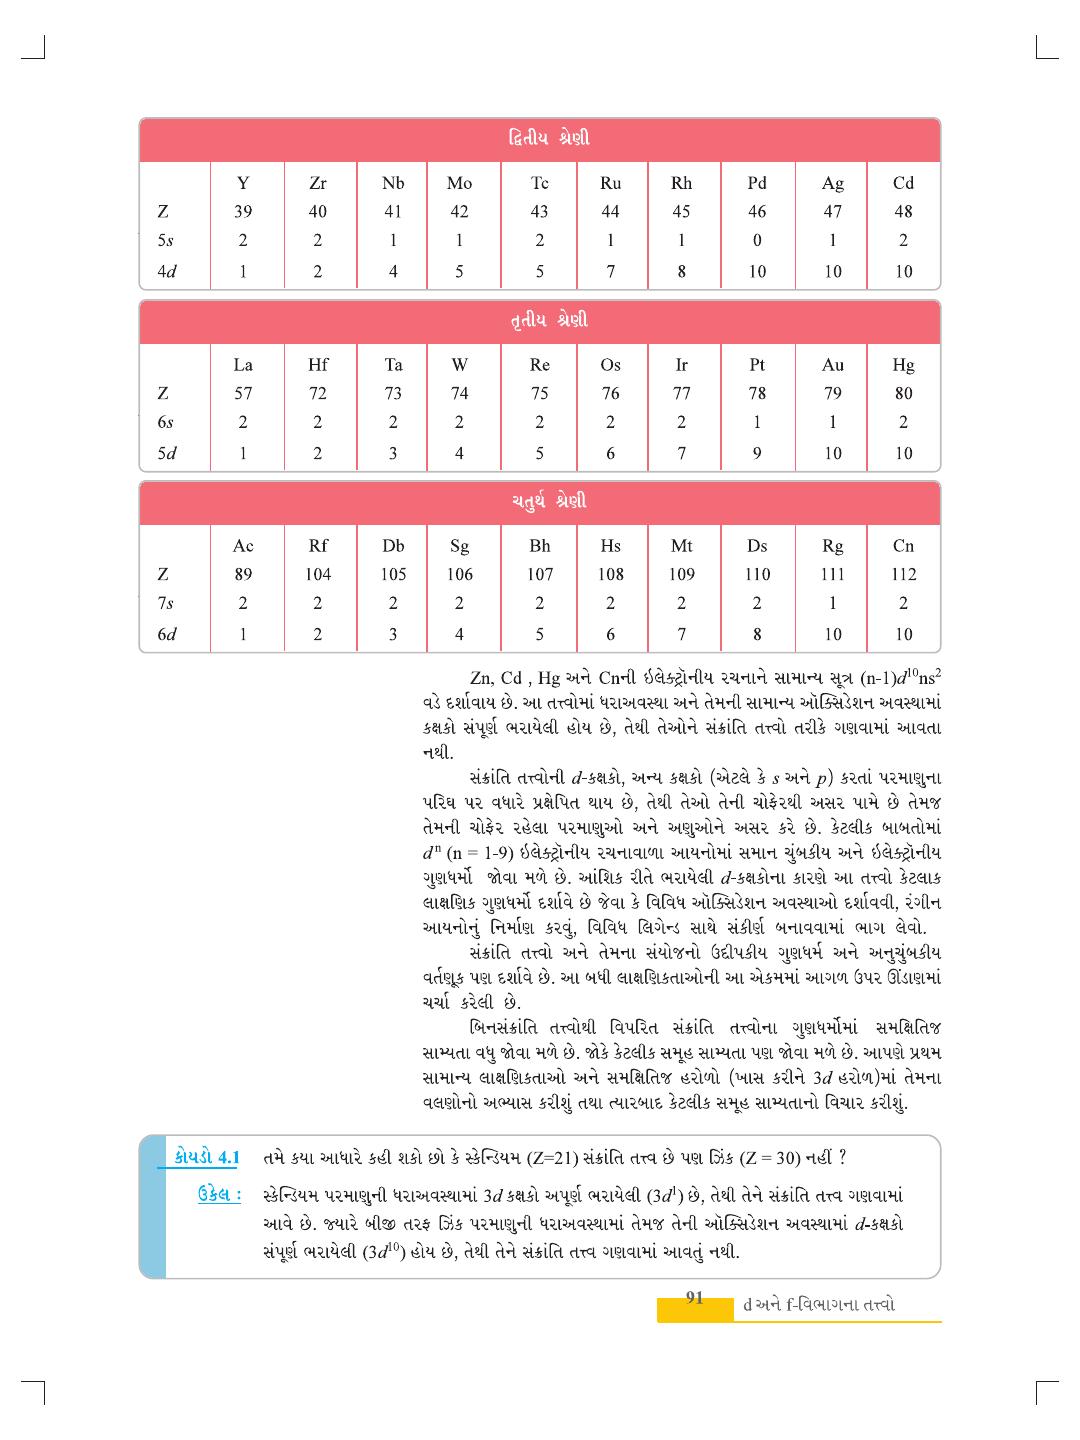 દ્વિતીય શ્રેણી
Y Zr Nb Mo Tc Ru Rh Pd Ag Cd
Z 39 40 41 42 43 44 45 46 47 48
5s 2 2 1 1 2 1 1 0 1 2
4d 1 2 4 5 5 7 8 10 10 10
તૃતીય શ્રેણી
La Hf Ta W Re Os Ir Pt Au Hg
Z 57 72 73 74 75 76 77 78 79 80
6s 2 2 2 2 2 2 2 1 1 2
5d 1 2 3 4 5 6 7 9 10 10
ચતુર્થ શ્રેણી
Ac Rf Db Sg Bh Hs Mt Ds Rg Cn
Z 89 104 105 106 107 108 109 110 111 112
7s 2 2 2 2 2 2 2 2 1 2
6d 1 2 3 4 5 6 7 8 10 10
Zn, Cd , Hg અને Cnની ઇલેક્ટ્રૉનીય રચનાને સામાન્ય સૂત્ર (n-1)d¹⁰ns²
વડે દર્શાવાય છે. આ તત્ત્વોમાં ધરાઅવસ્થા અને તેમની સામાન્ય ઑક્સિડેશન અવસ્થામાં
કક્ષકો સંપૂર્ણ ભરાયેલી હોય છે, તેથી તેઓને સંક્રાંતિ તત્ત્વો તરીકે ગણવામાં આવતા
નથી.
સંક્રાંતિ તત્ત્વોની d-કક્ષકો, અન્ય કક્ષકો (એટલે કે s અને p) કરતાં પરમાણુના
પરિઘ પર વધારે પ્રક્ષેપિત થાય છે, તેથી તેઓ તેની ચોફેરથી અસર પામે છે તેમજ
તેમની ચોફેર રહેલા પરમાણુઓ અને અણુઓને અસર કરે છે. કેટલીક બાબતોમાં
dⁿ (n = 1-9) ઇલેક્ટ્રૉનીય રચનાવાળા આયનોમાં સમાન ચુંબકીય અને ઇલેક્ટ્રૉનીય
ગુણધર્મો જોવા મળે છે. આંશિક રીતે ભરાયેલી d-કક્ષકોના કારણે આ તત્ત્વો કેટલાક
લાક્ષણિક ગુણધર્મો દર્શાવે છે જેવા કે વિવિધ ઑક્સિડેશન અવસ્થાઓ દર્શાવવી, રંગીન
આયનોનું નિર્માણ કરવું, વિવિધ લિગેન્ડ સાથે સંકીર્ણ બનાવવામાં ભાગ લેવો.
સંક્રાંતિ તત્ત્વો અને તેમના સંયોજનો ઉદ્દીપકીય ગુણધર્મ અને અનુચુંબકીય
વર્તણૂક પણ દર્શાવે છે. આ બધી લાક્ષણિકતાઓની આ એકમમાં આગળ ઉપર ઊંડાણમાં
ચર્ચા કરેલી છે.
બિનસંક્રાંતિ તત્ત્વોથી વિપરિત સંક્રાંતિ તત્ત્વોના ગુણધર્મોમાં સમક્ષિતિજ
સામ્યતા વધુ જોવા મળે છે. જોકે કેટલીક સમૂહ સામ્યતા પણ જોવા મળે છે. આપણે પ્રથમ
સામાન્ય લાક્ષણિકતાઓ અને સમક્ષિતિજ હરોળો (ખાસ કરીને 3d હરોળ)માં તેમના
વલણોનો અભ્યાસ કરીશું તથા ત્યારબાદ કેટલીક સમૂહ સામ્યતાનો વિચાર કરીશું.
કોયડો 4.1 તમે કયા આધારે કહી શકો છો કે સ્કેન્ડિયમ (Z=21) સંક્રાંતિ તત્ત્વ છે પણ ઝિંક (Z = 30) નહીં ?
ઉકેલ : સ્કેન્ડિયમ પરમાણુની ધરાઅવસ્થામાં 3d કક્ષકો અપૂર્ણ ભરાયેલી (3d¹) છે, તેથી તેને સંક્રાંતિ તત્ત્વ ગણવામાં
આવે છે. જ્યારે બીજી તરફ ઝિંક પરમાણુની ધરાઅવસ્થામાં તેમજ તેની ઑક્સિડેશન અવસ્થામાં d-કક્ષકો
સંપૂર્ણ ભરાયેલી (3d¹⁰) હોય છે, તેથી તેને સંક્રાંતિ તત્ત્વ ગણવામાં આવતું નથી.
91 d અને f-વિભાગના તત્ત્વો